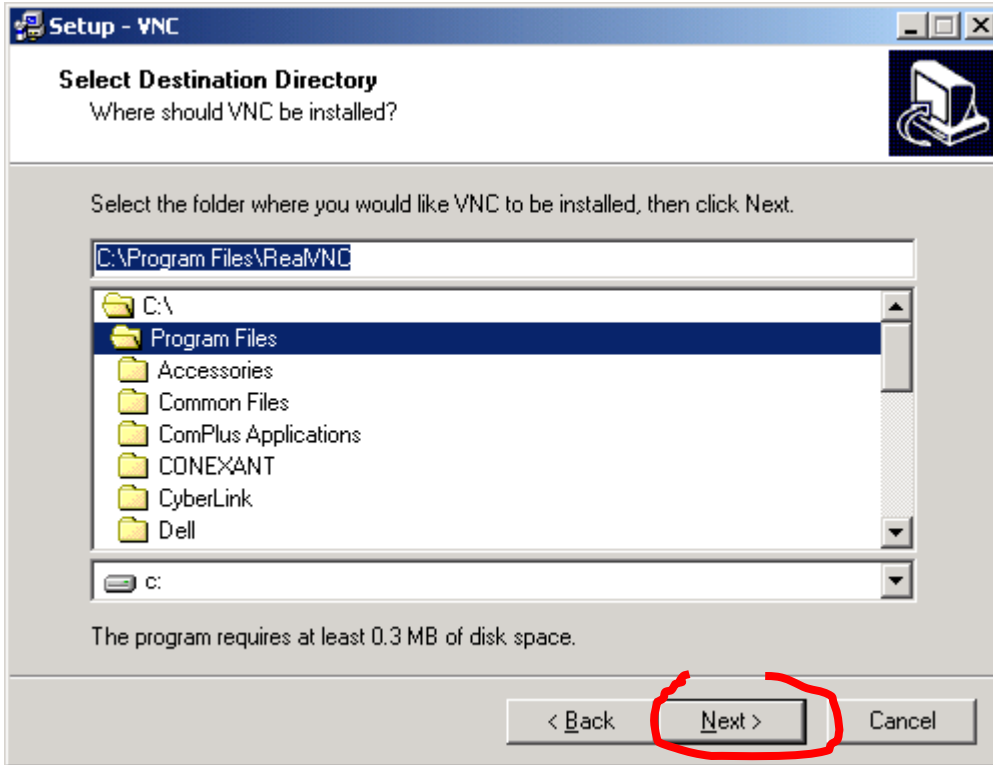 Setup - VNC
Select Destination Directory
Where should VNC be installed?
Select the folder where you would like VNC to be installed, then click Next.
C:\Program Files\RealVNC
C:\
Program Files
Accessories
Common Files
ComPlus Applications
CONEXANT
CyberLink
Dell
c:
The program requires at least 0.3 MB of disk space.
< Back Next > Cancel